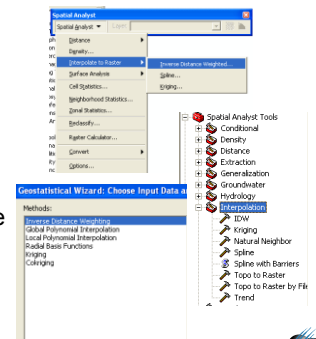 Spatial Analyst
Spatial Analyst Layer:
Distance
Density...
Interpolate to Raster
Surface Analysis
Cell Statistics...
Neighborhood Statistics...
Zonal Statistics...
Reclassify...
Raster Calculator...
Convert
Options...
Inverse Distance Weighted...
Spline...
Kriging...
Spatial Analyst Tools
Conditional
Density
Distance
Extraction
Generalization
Groundwater
Hydrology
Interpolation
IDW
Kriging
Natural Neighbor
Spline
Spline with Barriers
Topo to Raster
Topo to Raster by File
Trend
Geostatistical Wizard: Choose Input Data a
Methods:
Inverse Distance Weighting
Global Polynomial Interpolation
Local Polynomial Interpolation
Radial Basis Functions
Kriging
Cokriging
e